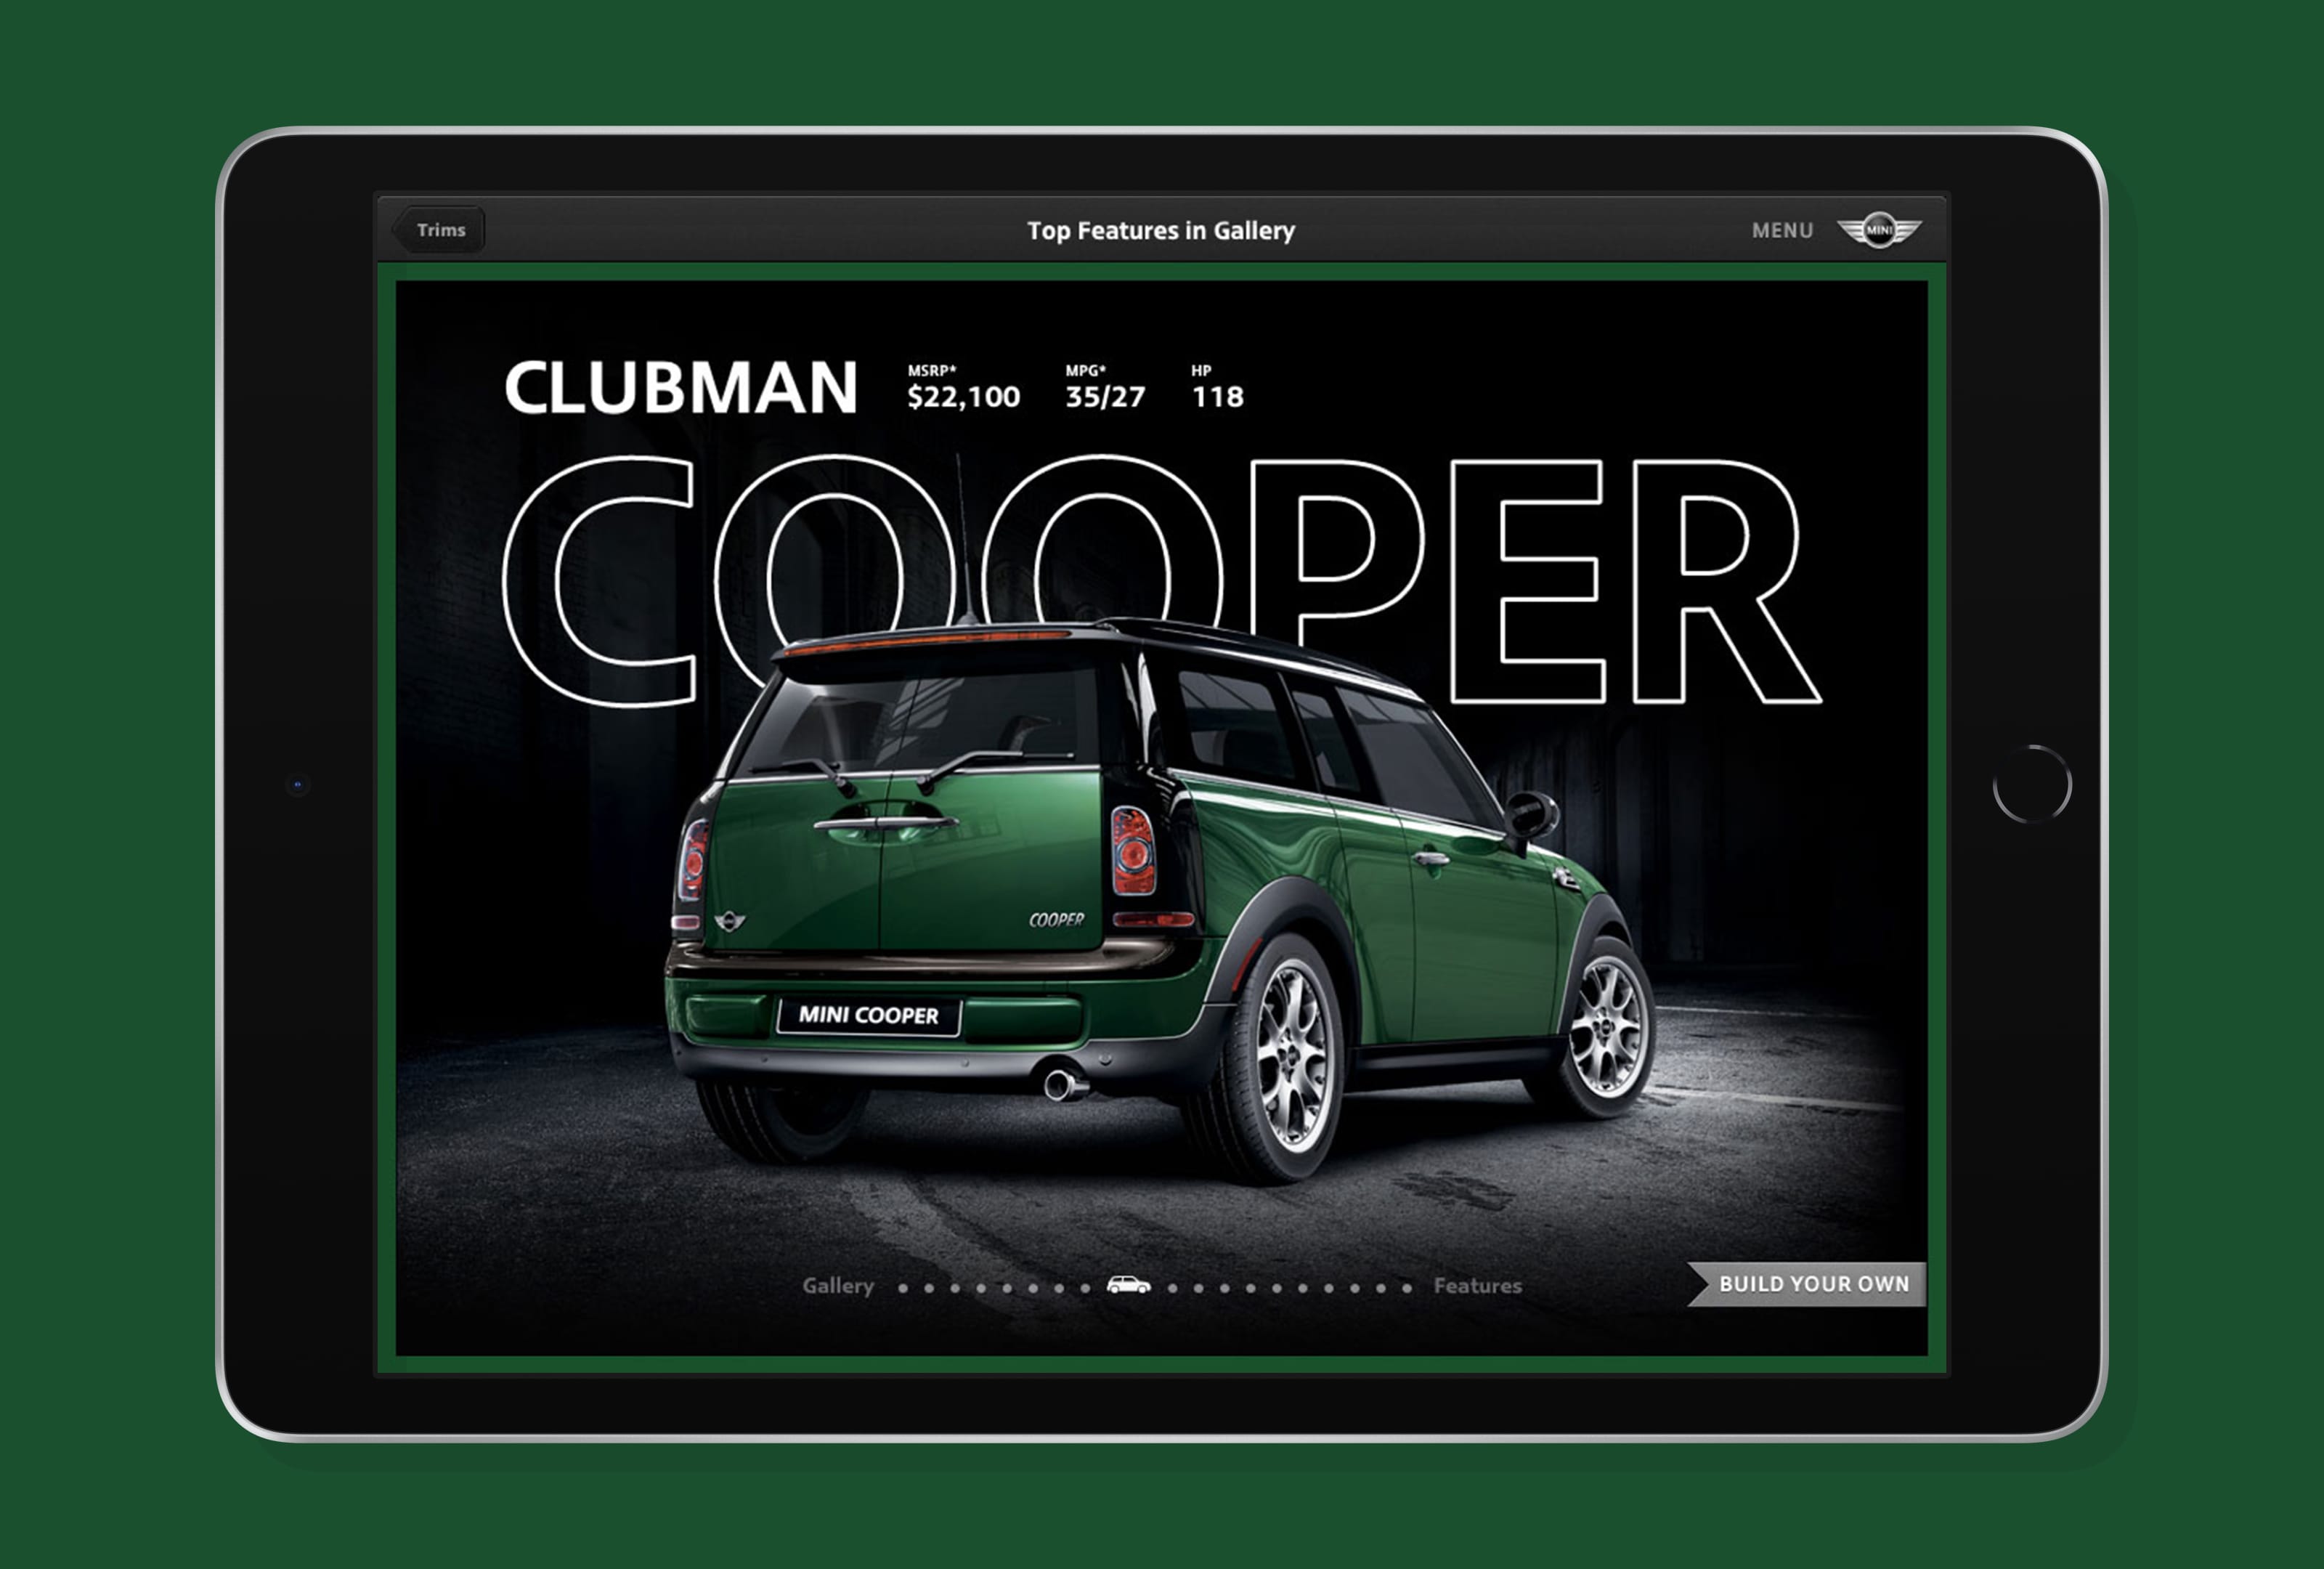 Trims
Top Features in Gallery
MENU
MINI
CLUBMAN
MSRP*
$22,100
MPG*
35/27
HP
118
COOPER
COOPER
MINI COOPER
Gallery
Features
BUILD YOUR OWN